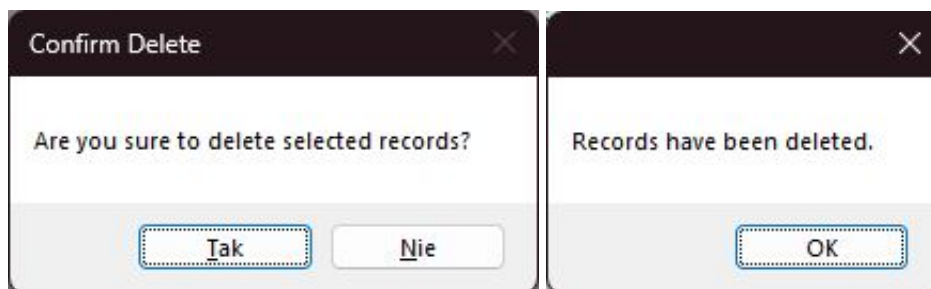 Confirm Delete
Are you sure to delete selected records?
Tak Nie
Records have been deleted.
OK